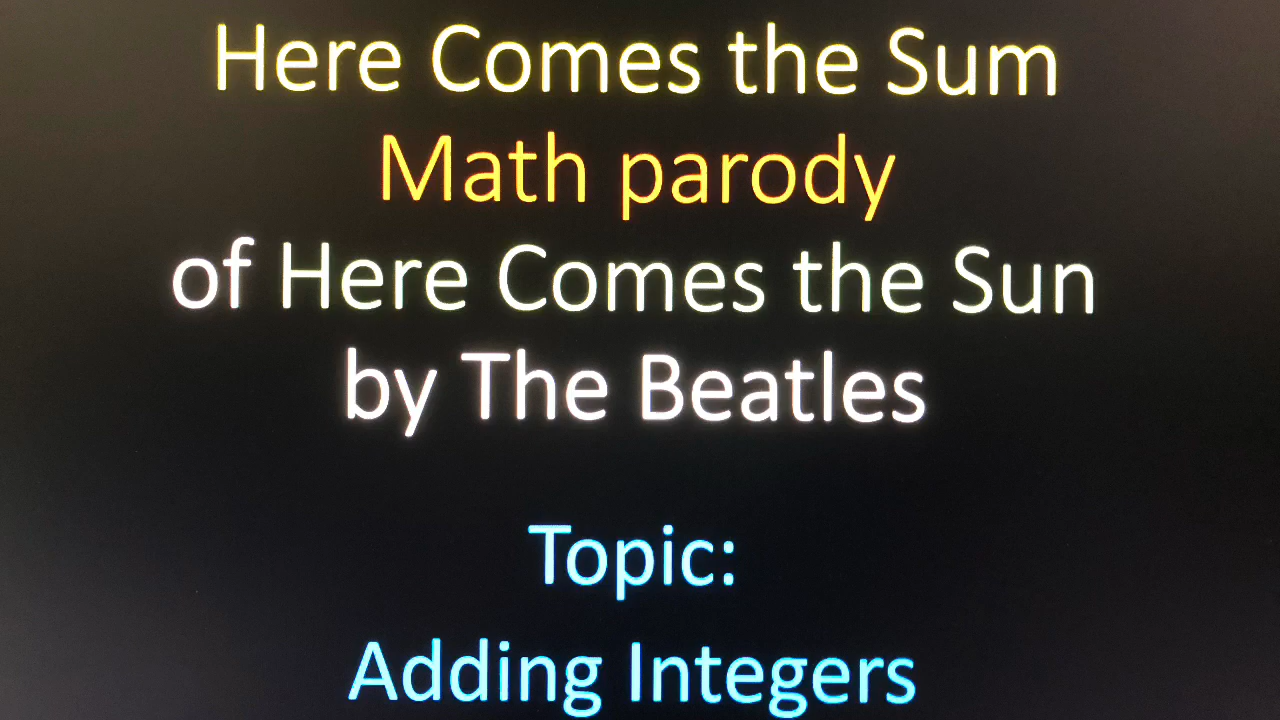 Here Comes the Sum
Math parody
of Here Comes the Sun
by The Beatles
Topic:
Adding Integers